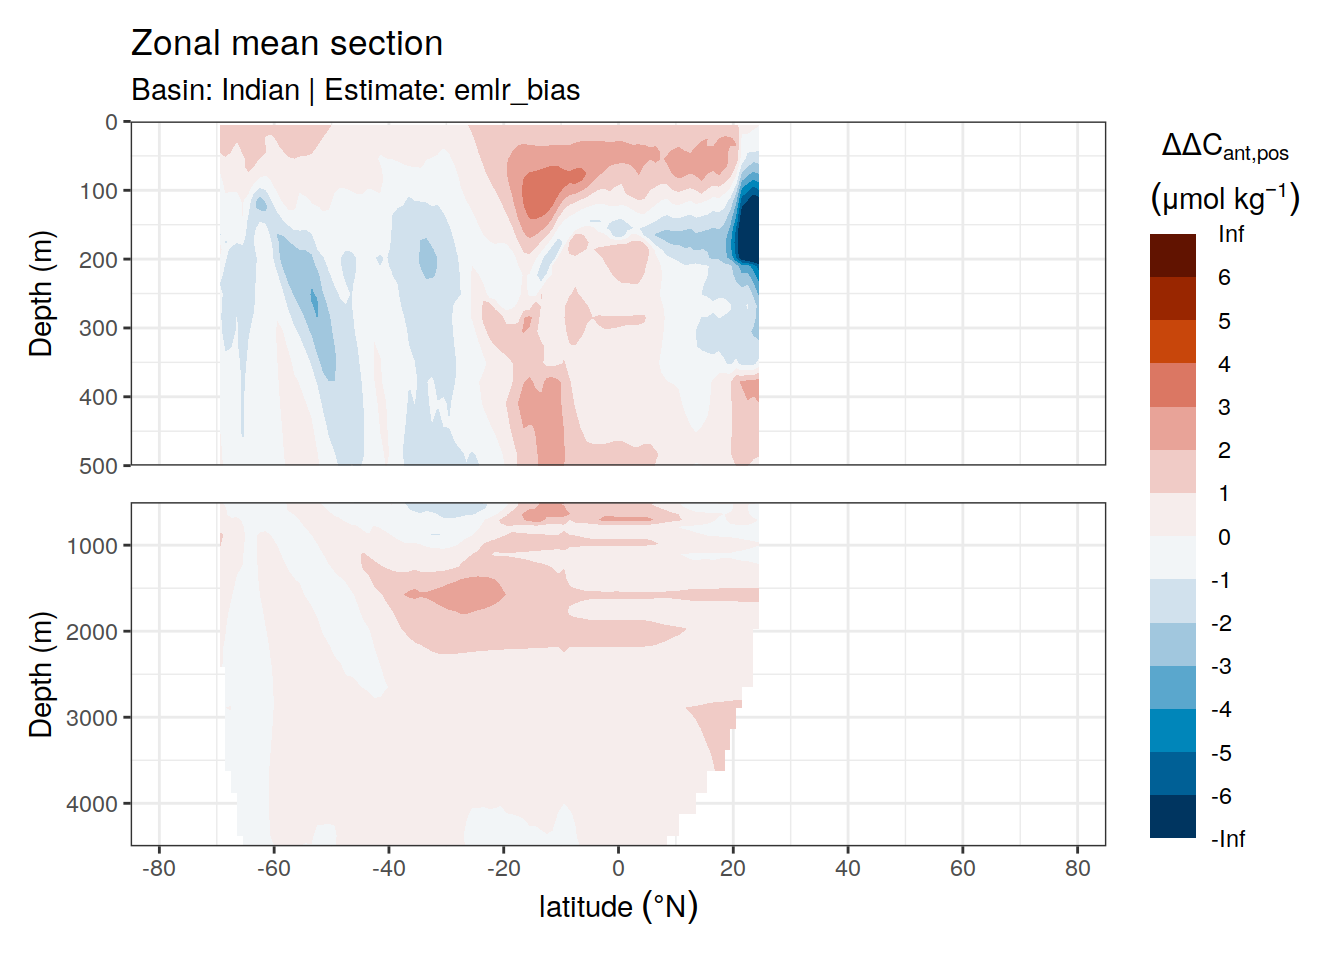 Zonal mean section
Basin: Indian | Estimate: emlr_bias
Depth (m)
0
100
200
300
400
500
Depth (m)
1000
2000
3000
4000
-80 -60 -40 -20 0 20 40 60 80
latitude (°N)
ΔΔCant,pos
(μmol kg−1)
Inf
6
5
4
3
2
1
0
-1
-2
-3
-4
-5
-6
-Inf